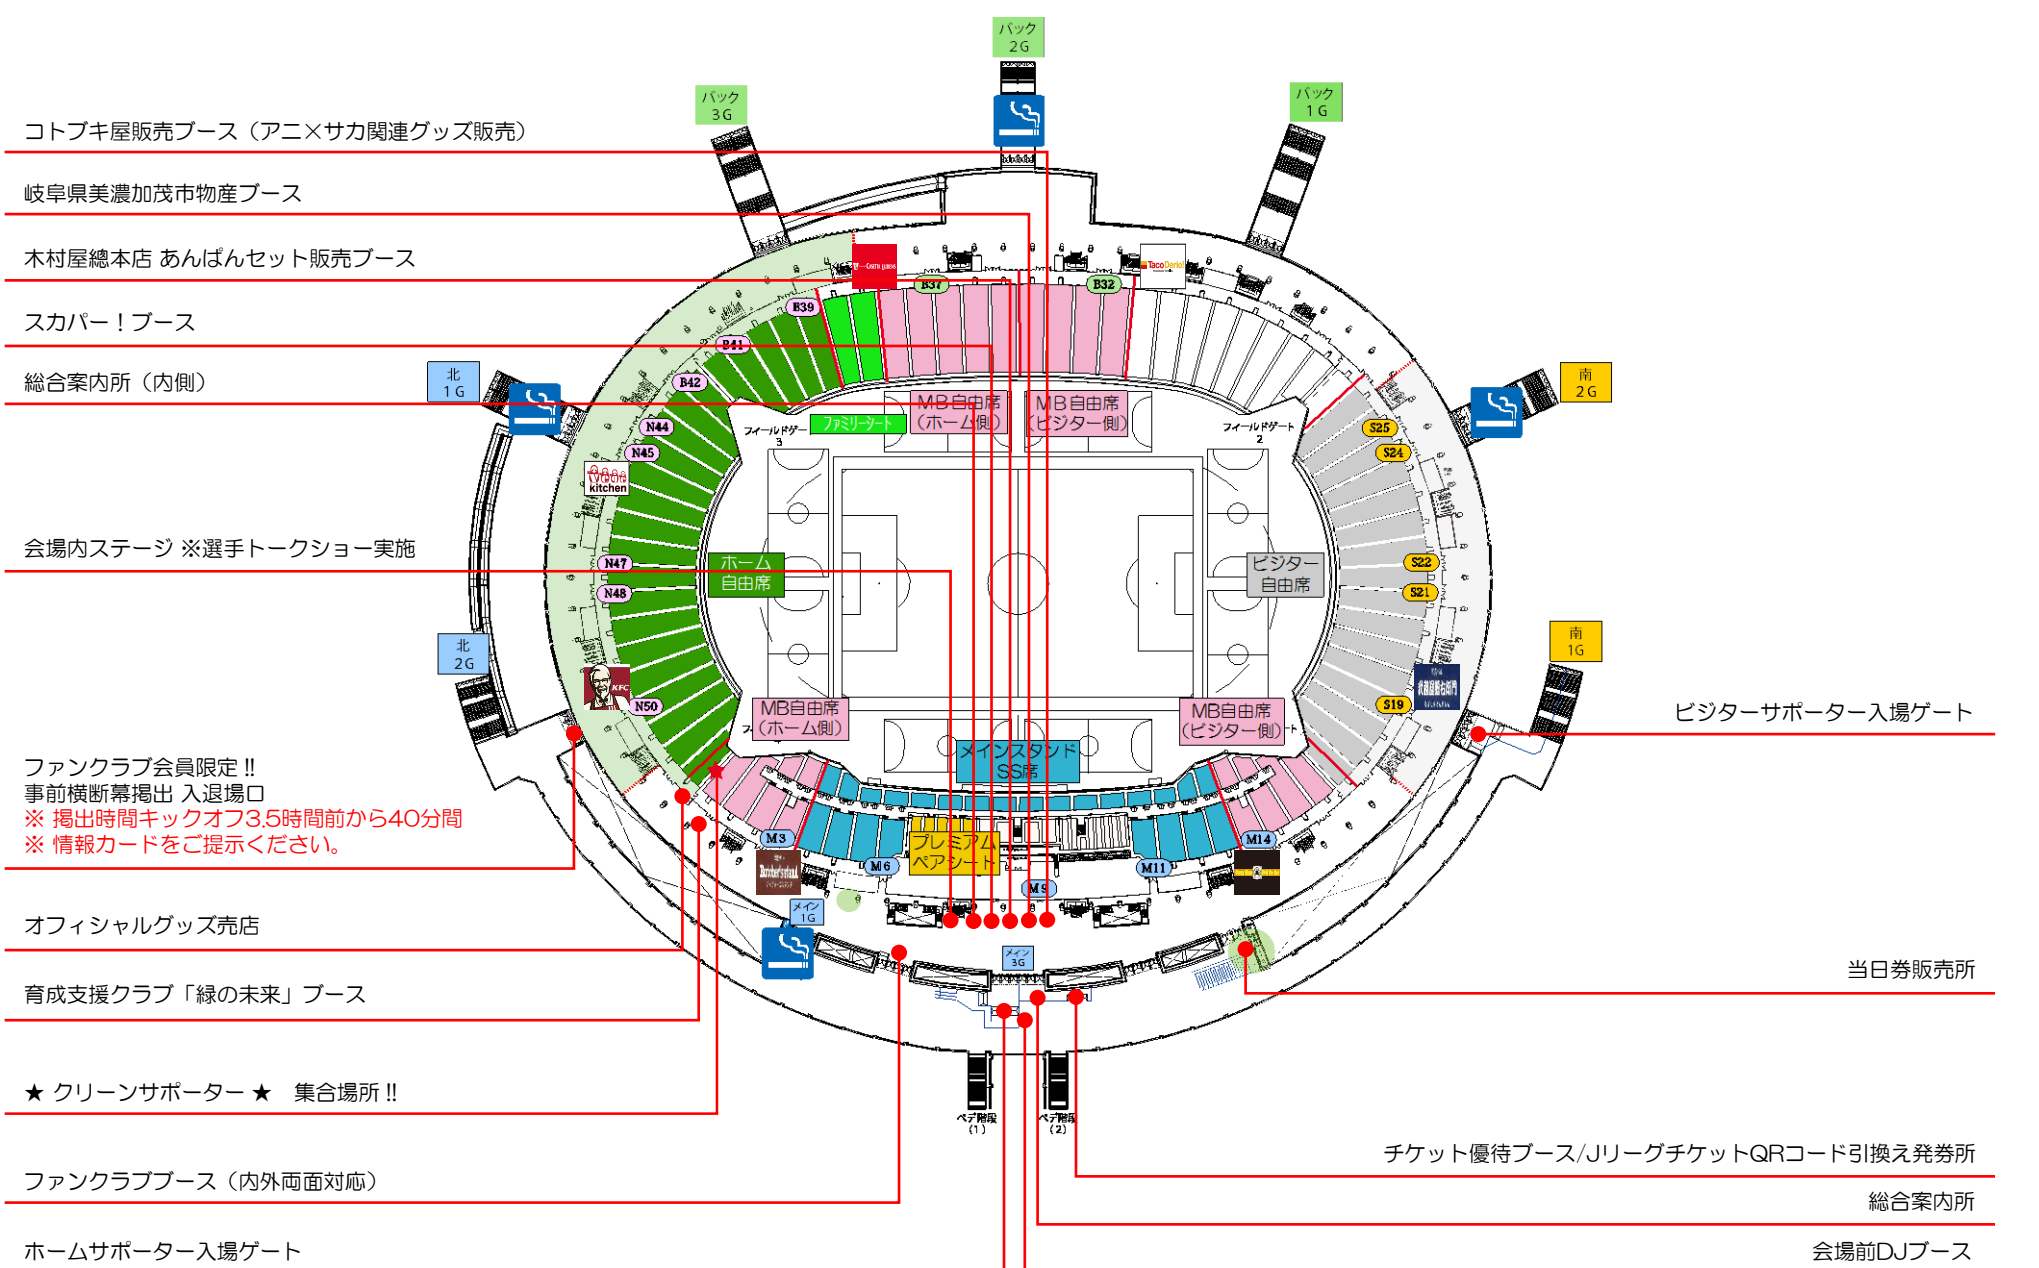 バック
2G
バック
3G
バック
1G
コトブキ屋販売ブース（アニ×サカ関連グッズ販売）
岐阜県美濃加茂市物産ブース
木村屋總本店 あんぱんセット販売ブース
スカパー！ブース
総合案内所（内側）
会場内ステージ ※選手トークショー実施
ファンクラブ会員限定!!
事前横断幕掲出 入退場口
※ 掲出時間キックオフ3.5時間前から40分間
※ 情報カードをご提示ください。
オフィシャルグッズ売店
育成支援クラブ「緑の未来」ブース
★ クリーンサポーター ★　集合場所!!
ファンクラブブース（内外両面対応）
ホームサポーター入場ゲート
北
1G
北
2G
南
2G
南
1G
TacoDerio!
B37
B32
B39
B41
B42
N44
N45
kitchen
N47
N48
KFC
N50
S25
S24
S22
S21
S19
フィールドゲー
3
フィールドゲート
2
ファミリーシート
MB自由席
（ホーム側）
MB自由席
（ビジター側）
ホーム
自由席
ビジター
自由席
MB自由席
（ホーム側）
MB自由席
（ビジター側）
メインスタンド
SS席
プレミアム
ペアシート
M3
M6
M9
M11
M14
メイン
1G
メイン
3G
ペデ階段
(1)
ペデ階段
(2)
ビジターサポーター入場ゲート
当日券販売所
チケット優待ブース/JリーグチケットQRコード引換え発券所
総合案内所
会場前DJブース